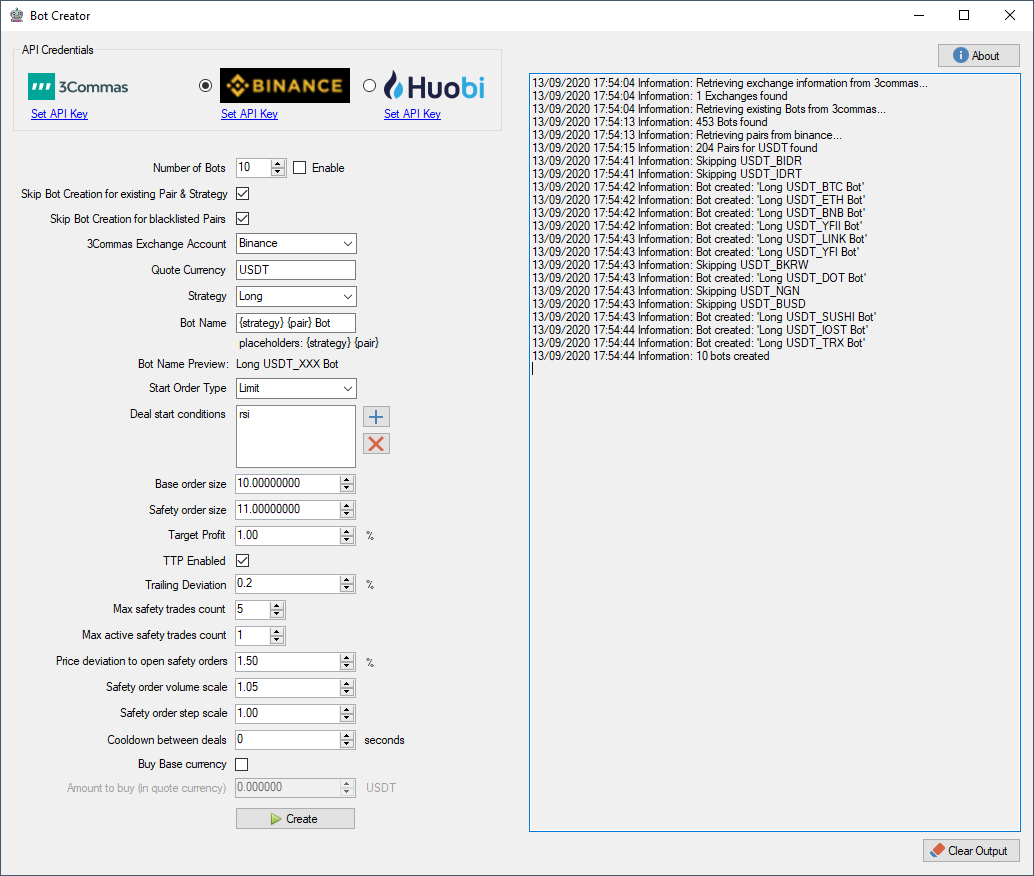 Bot Creator
API Credentials
3Commas
BINANCE
Huobi
Set API Key
Set API Key
Set API Key
Number of Bots 10 Enable
Skip Bot Creation for existing Pair & Strategy
Skip Bot Creation for blacklisted Pairs
3Commas Exchange Account Binance
Quote Currency USDT
Strategy Long
Bot Name {strategy} {pair} Bot
placeholders: {strategy} {pair}
Bot Name Preview: Long USDT_XXX Bot
Start Order Type Limit
Deal start conditions rsi
Base order size 10.00000000
Safety order size 11.00000000
Target Profit 1.00 %
TTP Enabled
Trailing Deviation 0.2 %
Max safety trades count 5
Max active safety trades count 1
Price deviation to open safety orders 1.50 %
Safety order volume scale 1.05
Safety order step scale 1.00
Cooldown between deals 0 seconds
Buy Base currency
Amount to buy (in quote currency) 0.000000 USDT
Create
About
13/09/2020 17:54:04 Information: Retrieving exchange information from 3commas...
13/09/2020 17:54:04 Information: 1 Exchanges found
13/09/2020 17:54:04 Information: Retrieving existing Bots from 3commas...
13/09/2020 17:54:13 Information: 453 Bots found
13/09/2020 17:54:13 Information: Retrieving pairs from binance...
13/09/2020 17:54:15 Information: 204 Pairs for USDT found
13/09/2020 17:54:41 Information: Skipping USDT_BIDR
13/09/2020 17:54:41 Information: Skipping USDT_IDRT
13/09/2020 17:54:42 Information: Bot created: 'Long USDT_BTC Bot'
13/09/2020 17:54:42 Information: Bot created: 'Long USDT_ETH Bot'
13/09/2020 17:54:42 Information: Bot created: 'Long USDT_BNB Bot'
13/09/2020 17:54:42 Information: Bot created: 'Long USDT_YFII Bot'
13/09/2020 17:54:43 Information: Bot created: 'Long USDT_LINK Bot'
13/09/2020 17:54:43 Information: Bot created: 'Long USDT_YFI Bot'
13/09/2020 17:54:43 Information: Skipping USDT_BKRW
13/09/2020 17:54:43 Information: Bot created: 'Long USDT_DOT Bot'
13/09/2020 17:54:43 Information: Skipping USDT_NGN
13/09/2020 17:54:43 Information: Skipping USDT_BUSD
13/09/2020 17:54:43 Information: Bot created: 'Long USDT_SUSHI Bot'
13/09/2020 17:54:44 Information: Bot created: 'Long USDT_IOST Bot'
13/09/2020 17:54:44 Information: Bot created: 'Long USDT_TRX Bot'
13/09/2020 17:54:44 Information: 10 bots created
Clear Output